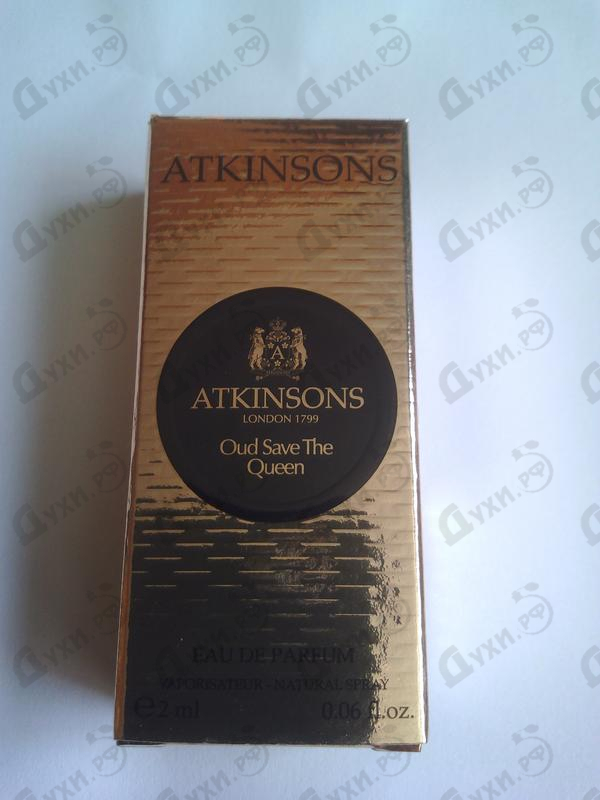 ATKINSONS
A
ATKINSONS
LONDON 1799
Oud Save The
Queen
EAU DE PARFUM
VAPORISATEUR - NATURAL SPRAY
℮ 2 ml 0.06 fl.oz.
Духи.рф